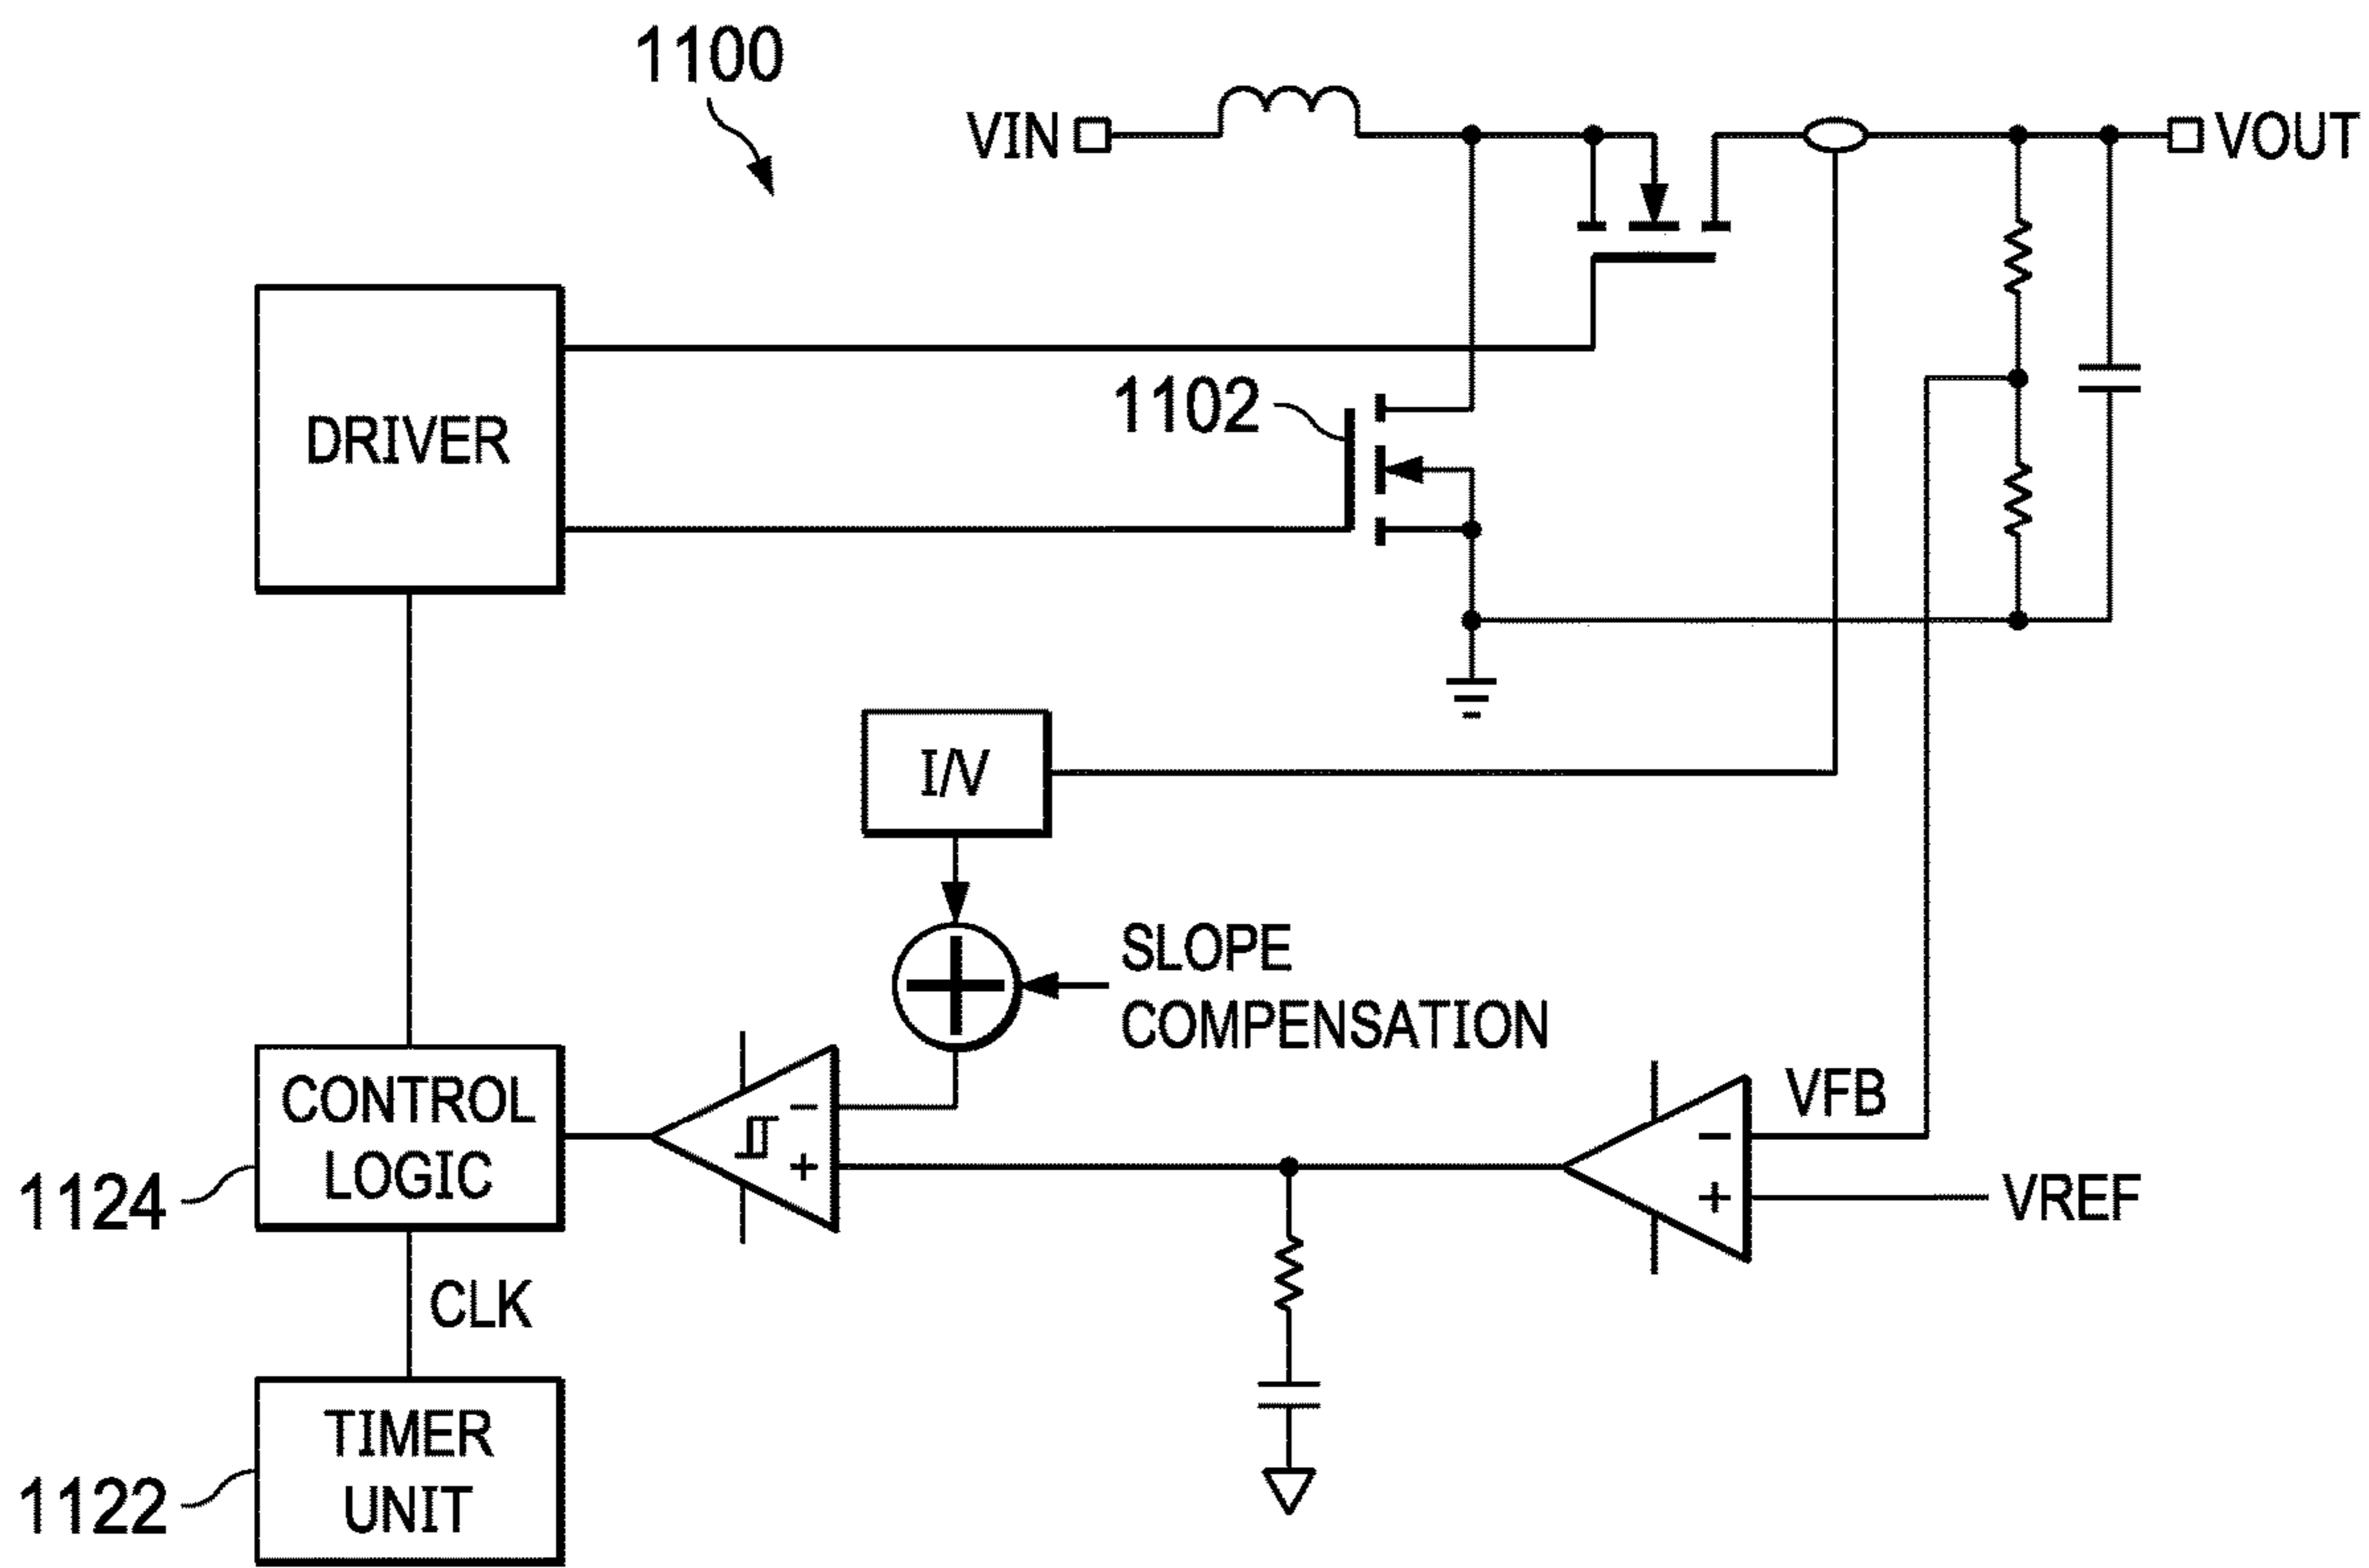 1100
VIN
VOUT
DRIVER
1102
I/V
SLOPE
COMPENSATION
CONTROL
LOGIC
1124
VFB
VREF
CLK
TIMER
UNIT
1122